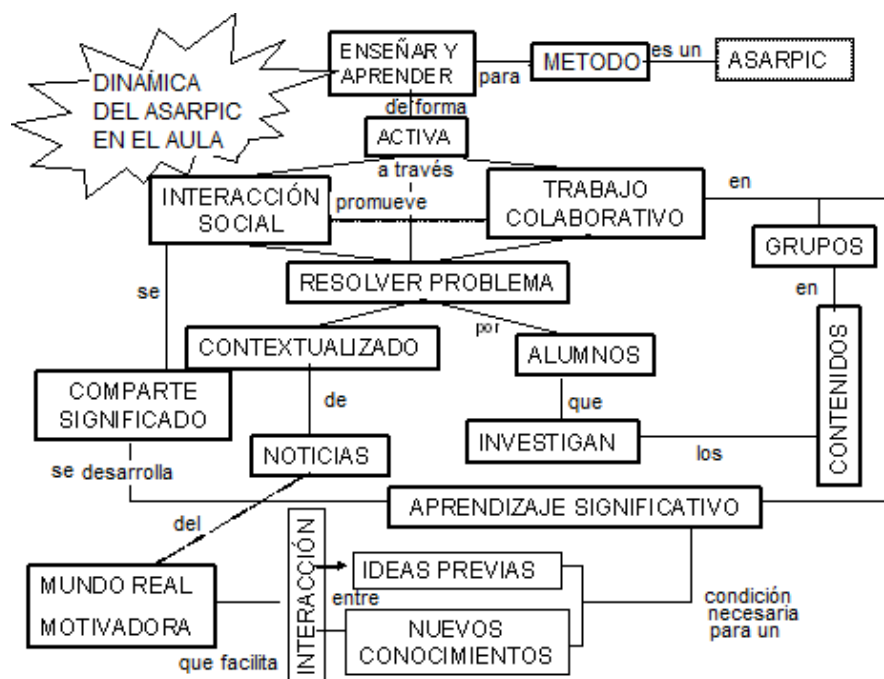 DINÁMICA
DEL ASARPIC
EN EL AULA
ENSEÑAR Y
APRENDER
para
METODO
es un
ASARPIC
de forma
ACTIVA
a través
INTERACCIÓN
SOCIAL
promueve
TRABAJO
COLABORATIVO
en
GRUPOS
se
RESOLVER PROBLEMA
en
CONTEXTUALIZADO
por
ALUMNOS
CONTENIDOS
COMPARTE
SIGNIFICADO
de
que
NOTICIAS
INVESTIGAN
los
se desarrolla
APRENDIZAJE SIGNIFICATIVO
del
MUNDO REAL
MOTIVADORA
que facilita
INTERACCIÓN
entre
IDEAS PREVIAS
NUEVOS
CONOCIMIENTOS
condición
necesaria
para un